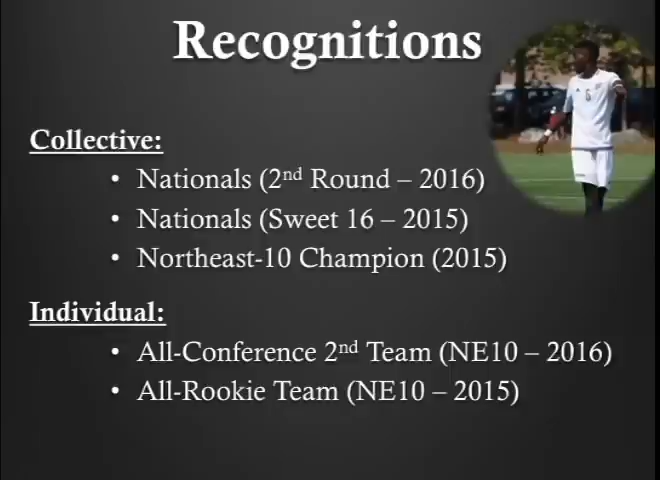 Recognitions
Collective:
• Nationals (2nd Round – 2016)
• Nationals (Sweet 16 – 2015)
• Northeast-10 Champion (2015)
Individual:
• All-Conference 2nd Team (NE10 – 2016)
• All-Rookie Team (NE10 – 2015)